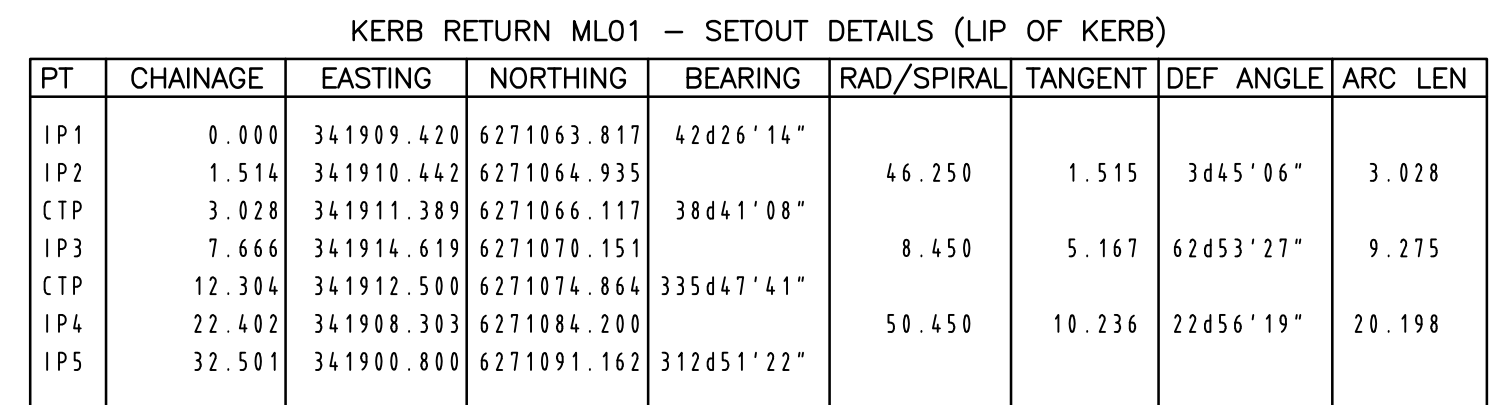 KERB RETURN ML01 – SETOUT DETAILS (LIP OF KERB)
PT CHAINAGE EASTING NORTHING BEARING RAD/SPIRAL TANGENT DEF ANGLE ARC LEN
IP1 0.000 341909.420 6271063.817 42d26'14"
IP2 1.514 341910.442 6271064.935 46.250 1.515 3d45'06" 3.028
CTP 3.028 341911.389 6271066.117 38d41'08"
IP3 7.666 341914.619 6271070.151 8.450 5.167 62d53'27" 9.275
CTP 12.304 341912.500 6271074.864 335d47'41"
IP4 22.402 341908.303 6271084.200 50.450 10.236 22d56'19" 20.198
IP5 32.501 341900.800 6271091.162 312d51'22"